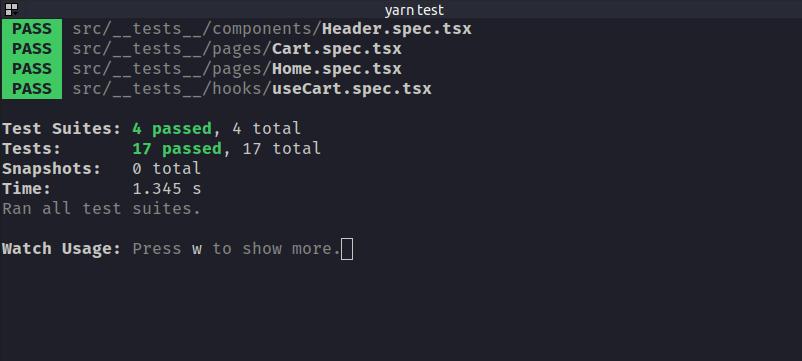 yarn test
PASS src/__tests__/components/Header.spec.tsx
PASS src/__tests__/pages/Cart.spec.tsx
PASS src/__tests__/pages/Home.spec.tsx
PASS src/__tests__/hooks/useCart.spec.tsx
Test Suites: 4 passed, 4 total
Tests: 17 passed, 17 total
Snapshots: 0 total
Time: 1.345 s
Ran all test suites.
Watch Usage: Press w to show more.